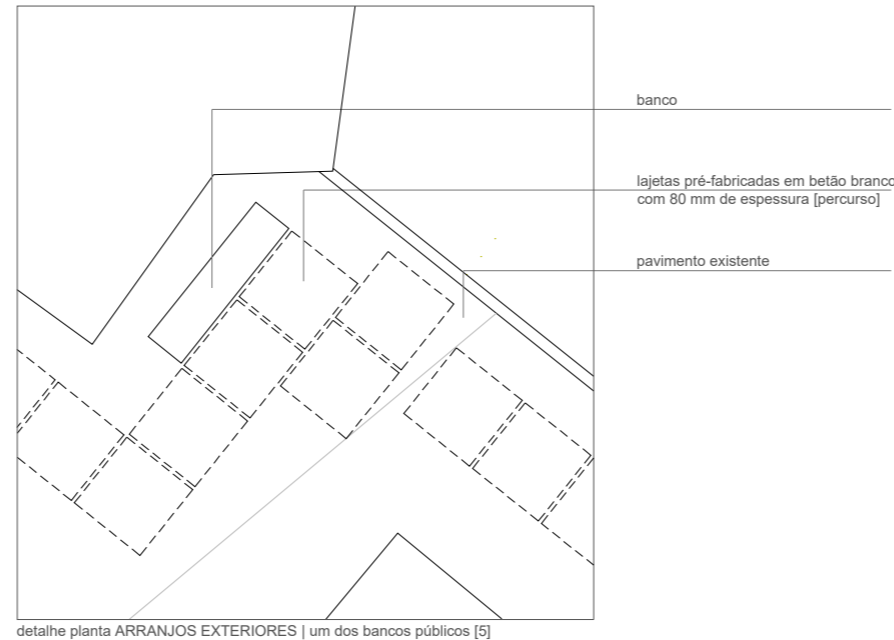 banco
lajetas pré-fabricadas em betão branco
com 80 mm de espessura [percurso]
pavimento existente
detalhe planta ARRANJOS EXTERIORES | um dos bancos públicos [5]